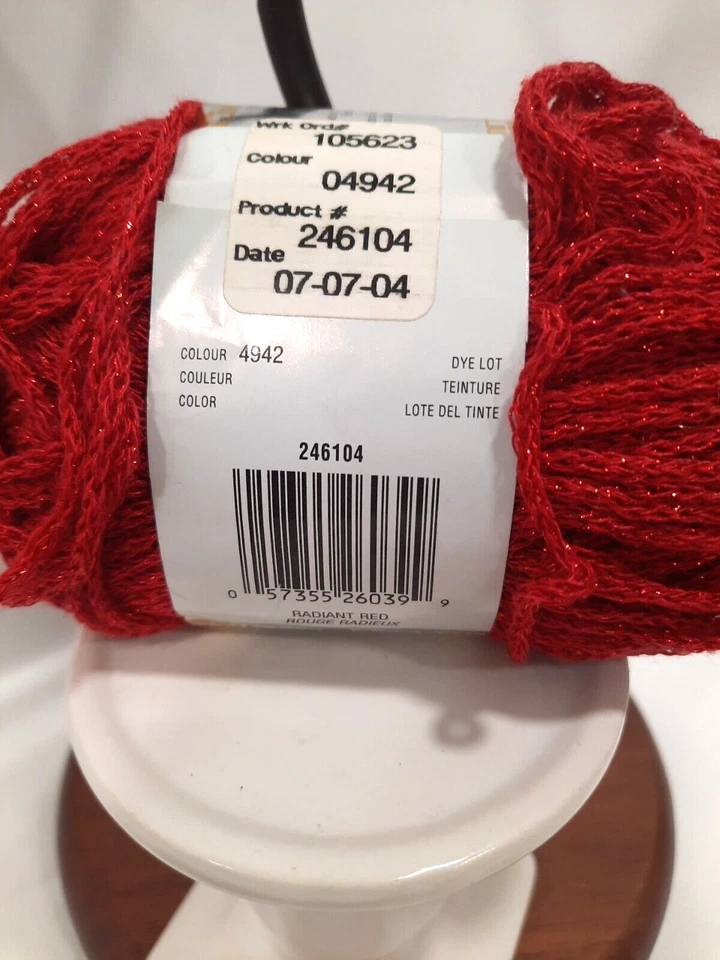 Wrk Ord#
105623
Colour
04942
Product #
246104
Date
07-07-04
COLOUR 4942
COULEUR
COLOR
DYE LOT
TEINTURE
LOTE DEL TINTE
246104
0 57355 26039 9
RADIANT RED
ROUGE RADIEUX